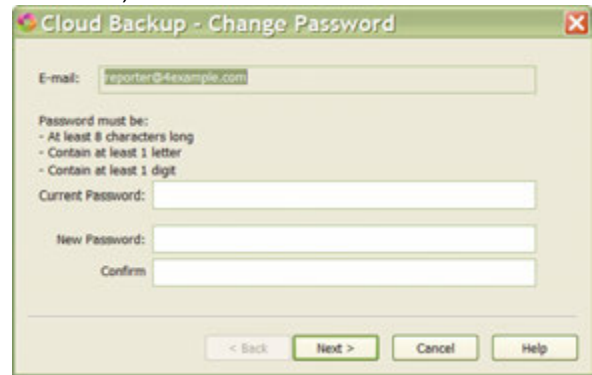 Cloud Backup - Change Password
E-mail: reporter@4example.com
Password must be:
- At least 8 characters long
- Contain at least 1 letter
- Contain at least 1 digit
Current Password:
New Password:
Confirm
< Back Next > Cancel Help